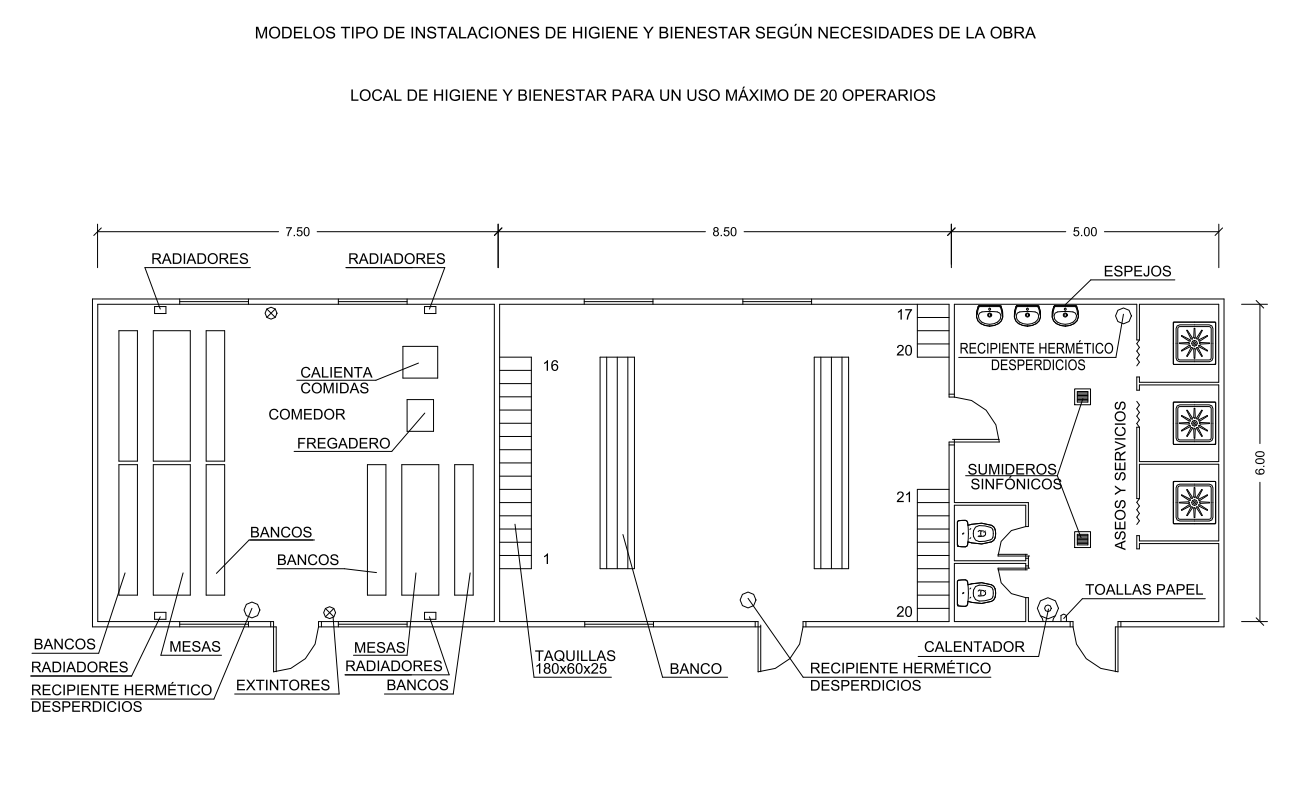 MODELOS TIPO DE INSTALACIONES DE HIGIENE Y BIENESTAR SEGÚN NECESIDADES DE LA OBRA
LOCAL DE HIGIENE Y BIENESTAR PARA UN USO MÁXIMO DE 20 OPERARIOS
7.50
8.50
5.00
RADIADORES
RADIADORES
ESPEJOS
17
20
RECIPIENTE HERMÉTICO
DESPERDICIOS
16
CALIENTA
COMIDAS
COMEDOR
FREGADERO
6.00
ASEOS Y SERVICIOS
SUMIDEROS
SINFÓNICOS
21
BANCOS
BANCOS
1
TOALLAS PAPEL
20
BANCOS
MESAS
MESAS
RADIADORES
RADIADORES
TAQUILLAS
180x60x25
BANCO
CALENTADOR
RECIPIENTE HERMÉTICO
DESPERDICIOS
EXTINTORES
BANCOS
RECIPIENTE HERMÉTICO
DESPERDICIOS